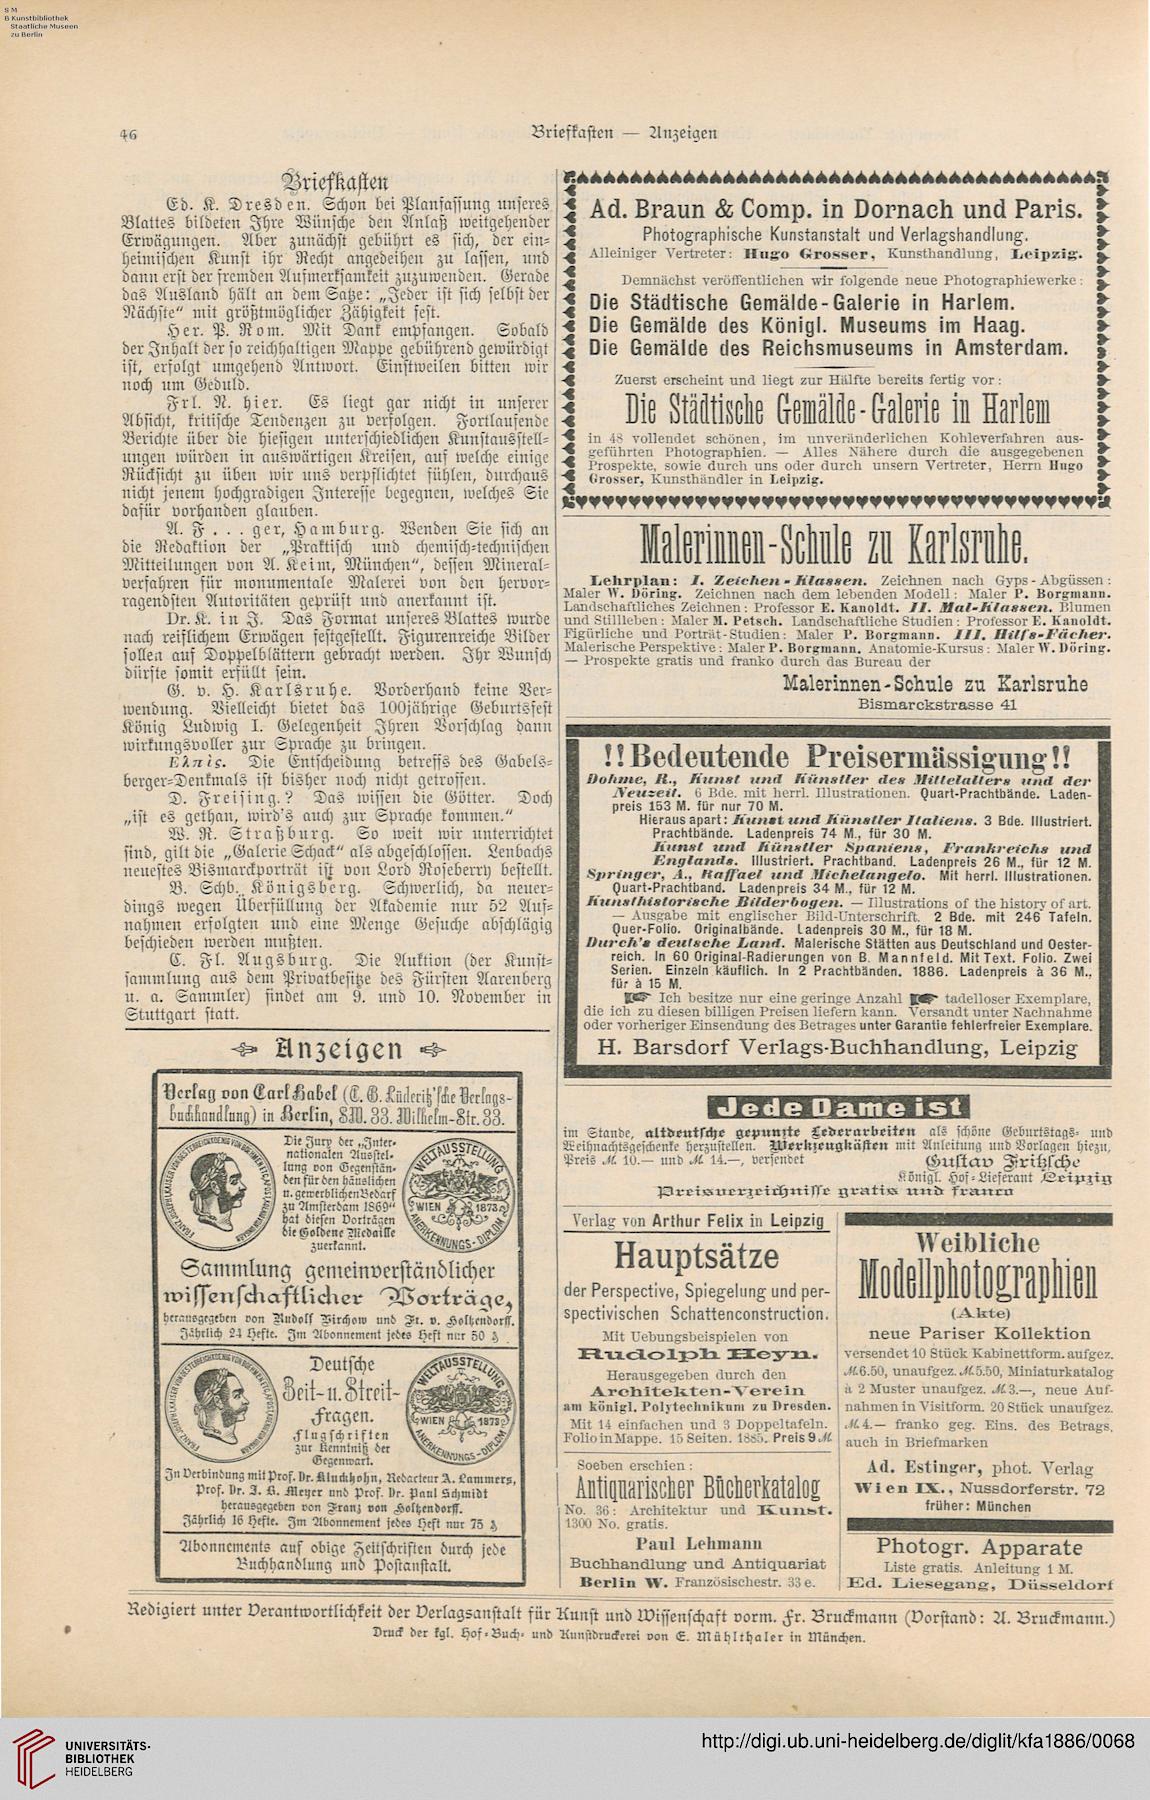 S M
B Kunstbibliothek
Staatliche Museen
zu Berlin
46
Briefkasten — Anzeigen
Briefkasten
Ed. K. Dresden. Schon bei Planfassung unseres
Blattes bildeten Ihre Wünsche den Anlaß weitgehender
Erwägungen. Aber zunächst gebührt es sich, der ein-
heimischen Kunst ihr Recht angedeihen zu lassen, und
dann erst der fremden Aufmerksamkeit zuzuwenden. Gerade
das Ausland hält an dem Satze: „Jeder ist sich selbst der
Nächste“ mit größtmöglicher Zähigkeit fest.
Her. P. Rom. Mit Dank empfangen. Sobald
der Inhalt der so reichhaltigen Mappe gebührend gewürdigt
ist, erfolgt umgehend Antwort. Einstweilen bitten wir
noch um Geduld.
Frl. N. hier. Es liegt gar nicht in unserer
Absicht, kritische Tendenzen zu verfolgen. Fortlaufende
Berichte über die hiesigen unterschiedlichen Kunstausstell-
ungen würden in auswärtigen Kreisen, auf welche einige
Rücksicht zu üben wir uns verpflichtet fühlen, durchaus
nicht jenem hochgradigen Interesse begegnen, welches Sie
dafür vorhanden glauben.
A. F . . . ger, Hamburg. Wenden Sie sich an
die Redaktion der „Praktisch und chemisch-technischen
Mitteilungen von A. Keim, München“, dessen Mineral-
verfahren für monumentale Malerei von den hervor-
ragendsten Autoritäten geprüft und anerkannt ist.
Dr. K. in J. Das Format unseres Blattes wurde
nach reiflichem Erwägen festgestellt. Figurenreiche Bilder
sollen auf Doppelblättern gebracht werden. Ihr Wunsch
dürfte somit erfüllt sein.
G. v. H. Karlsruhe. Vorderhand keine Ver-
wendung. Vielleicht bietet das 100jährige Geburtsfest
König Ludwig I. Gelegenheit Ihren Vorschlag dann
wirkungsvoller zur Sprache zu bringen.
Ελπις. Die Entscheidung betreffs des Gabels-
berger-Denkmals ist bisher noch nicht getroffen.
D. Freising.? Das wissen die Götter. Doch
„ist es gethan, wird's auch zur Sprache kommen.“
W. R. Straßburg. So weit wir unterrichtet
sind, gilt die „Galerie Schack“ als abgeschlossen. Lenbachs
neuestes Bismarckporträt ist von Lord Roseberry bestellt.
B. Schb. Königsberg. Schwerlich, da neuer-
dings wegen Überfüllung der Akademie nur 52 Auf-
nahmen erfolgten und eine Menge Gesuche abschlägig
beschieden werden mußten.
C. Fl. Augsburg. Die Auktion (der Kunst-
sammlung aus dem Privatbesitze des Fürsten Aarenberg
u. a. Sammler) findet am 9. und 10. November in
Stuttgart statt.
Anzeigen
Verlag von Carl Habel (C. G. Lüderitz'sche Verlags-
buchhandlung) in Berlin, SW. 33. Wilhelm-Str. 33.
Die Jury der „Inter-
nationalen Ausstel-
lung von Gegenstän-
den für den häuslichen
u. gewerblichen Bedarf
zu Amsterdam 1869“
hat diesen Vorträgen
die Goldene Medaille
zuerkannt.
WELTAUSSTELLUNG
WIEN 1873
ANERKENNUNGS-DIPLOM
Sammlung gemeinverständlicher
wissenschaftlicher Vorträge,
herausgegeben von Rudolf Virchow und Fr. v. Holtzendorff.
Jährlich 24 Hefte. Im Abonnement jedes Heft nur 50 ₰.
Deutsche
Zeit- u. Streit-
Fragen.
Flugschriften
zur Kenntniß der
Gegenwart.
WELTAUSSTELLUNG
WIEN 1873
ANERKENNUNGS-DIPLOM
In Verbindung mit Prof. Dr. Kluckhohn, Redacteur A. Lammers,
Prof. Dr. J. B. Meyer und Prof. Dr. Paul Schmidt
herausgegeben von Franz von Holtzendorff.
Jährlich 16 Hefte. Im Abonnement jedes Heft nur 75 ₰
Abonnements auf obige Zeitschriften durch jede
Buchhandlung und Postanstalt.
Ad. Braun & Comp. in Dornach und Paris.
Photographische Kunstanstalt und Verlagshandlung.
Alleiniger Vertreter: Hugo Grosser, Kunsthandlung, Leipzig.
Demnächst veröffentlichen wir folgende neue Photographiewerke:
Die Städtische Gemälde-Galerie in Harlem.
Die Gemälde des Königl. Museums im Haag.
Die Gemälde des Reichsmuseums in Amsterdam.
Zuerst erscheint und liegt zur Hälfte bereits fertig vor:
Die Städtische Gemälde-Galerie in Harlem
in 48 vollendet schönen, im unveränderlichen Kohleverfahren aus-
geführten Photographien. — Alles Nähere durch die ausgegebenen
Prospekte, sowie durch uns oder durch unsern Vertreter, Herrn Hugo
Grosser, Kunsthändler in Leipzig.
Malerinnen-Schule zu Karlsruhe.
Lehrplan: I. Zeichen-Klassen. Zeichnen nach Gyps-Abgüssen:
Maler W. Döring. Zeichnen nach dem lebenden Modell: Maler P. Borgmann.
Landschaftliches Zeichnen: Professor E. Kanoldt. II. Mal-Klassen. Blumen
und Stillleben: Maler M. Petsch. Landschaftliche Studien: Professor E. Kanoldt.
Figürliche und Porträt-Studien: Maler P. Borgmann. III. Hilfs-Fächer.
Malerische Perspektive: Maler P. Borgmann. Anatomie-Kursus: Maler W. Döring.
— Prospekte gratis und franko durch das Bureau der
Malerinnen-Schule zu Karlsruhe
Bismarckstrasse 41
!! Bedeutende Preisermässigung !!
Dohme, R., Kunst und Künstler des Mittelalters und der
Neuzeit. 6 Bde. mit herrl. Illustrationen. Quart-Prachtbände. Laden-
preis 153 M. für nur 70 M.
Hieraus apart: Kunst und Künstler Italiens. 3 Bde. Illustriert.
Prachtbände. Ladenpreis 74 M., für 30 M.
Kunst und Künstler Spaniens, Frankreichs und
Englands. Illustriert. Prachtband. Ladenpreis 26 M., für 12 M.
Springer, A., Raffael und Michelangelo. Mit herrl. Illustrationen.
Quart-Prachtband. Ladenpreis 34 M., für 12 M.
Kunsthistorische Bilderbogen. — Illustrations of the history of art.
— Ausgabe mit englischer Bild-Unterschrift. 2 Bde. mit 246 Tafeln.
Quer-Folio. Originalbände. Ladenpreis 30 M., für 18 M.
Durch's deutsche Land. Malerische Stätten aus Deutschland und Oester-
reich. In 60 Original-Radierungen von B. Mannfeld. Mit Text. Folio. Zwei
Serien. Einzeln käuflich. In 2 Prachtbänden. 1886. Ladenpreis à 36 M.,
für à 15 M.
☛ Ich besitze nur eine geringe Anzahl ☛ tadelloser Exemplare,
die ich zu diesen billigen Preisen liefern kann. Versandt unter Nachnahme
oder vorheriger Einsendung des Betrages unter Garantie fehlerfreier Exemplare.
H. Barsdorf Verlags-Buchhandlung, Leipzig
Jede Dame ist
im Stande, altdeutsche gepunzte Lederarbeiten als schöne Geburtstags- und
Weihnachtsgeschenke herzustellen. Werkzeugkästen mit Anleitung und Vorlagen hiezu,
Preis ℳ 10.— und ℳ 14.—, versendet Gustav Fritzsche
Königl. Hof-Lieferant Leipzig
Preisverzeichnisse gratis und franco
Verlag von Arthur Felix in Leipzig
Hauptsätze
der Perspective, Spiegelung und per-
spectivischen Schattenconstruction.
Mit Uebungsbeispielen von
Rudolph Heyn.
Herausgegeben durch den
Architekten-Verein
am königl. Polytechnikum zu Dresden.
Mit 14 einfachen und 3 Doppeltafeln.
Folio in Mappe. 15 Seiten. 1885. Preis 9 ℳ
Soeben erschien:
Antiquarischer Bücherkatalog
No. 36: Architektur und Kunst.
1300 No. gratis.
Paul Lehmann
Buchhandlung und Antiquariat
Berlin W. Französischestr. 33 e.
Weibliche
Modellphotographien
(Akte)
neue Pariser Kollektion
versendet 10 Stück Kabinettform. aufgez.
ℳ 6.50, unaufgez. ℳ 5.50, Miniaturkatalog
à 2 Muster unaufgez. ℳ 3.—, neue Auf-
nahmen in Visitform. 20 Stück unaufgez.
ℳ 4.— franko geg. Eins. des Betrags,
auch in Briefmarken
Ad. Estinger, phot. Verlag
Wien IX., Nussdorferstr. 72
früher: München
Photogr. Apparate
Liste gratis. Anleitung 1 M.
Ed. Liesegang, Düsseldorf
Redigiert unter Verantwortlichkeit der Verlagsanstalt für Kunst und Wissenschaft vorm. Fr. Bruckmann (Vorstand: A. Bruckmann.)
Druck der kgl. Hof-Buch- und Kunstdruckerei von E. Mühlthaler in München.
UNIVERSITÄTS-
BIBLIOTHEK
HEIDELBERG
http://digi.ub.uni-heidelberg.de/diglit/kfa1886/0068